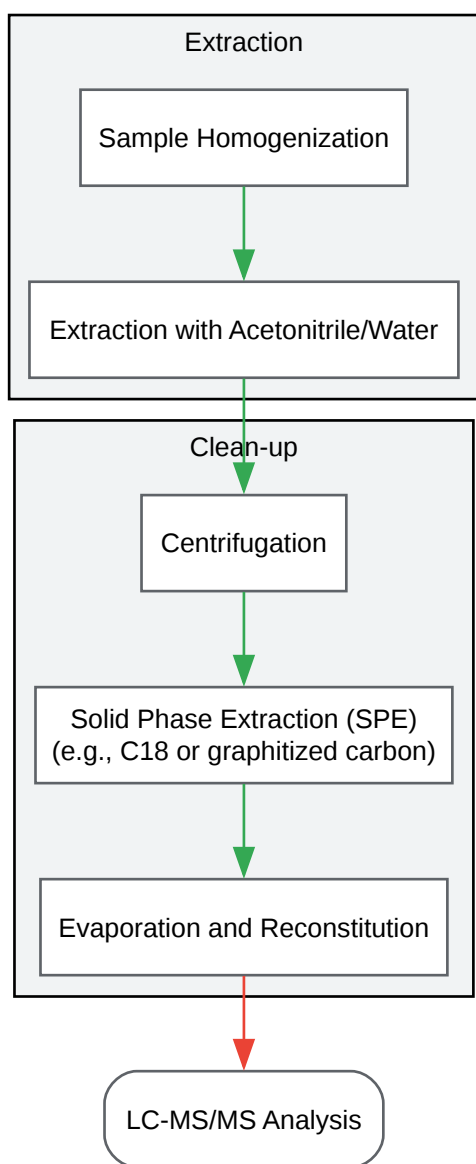 Extraction
Sample Homogenization
Extraction with Acetonitrile/Water
Clean-up
Centrifugation
Solid Phase Extraction (SPE)
(e.g., C18 or graphitized carbon)
Evaporation and Reconstitution
LC-MS/MS Analysis